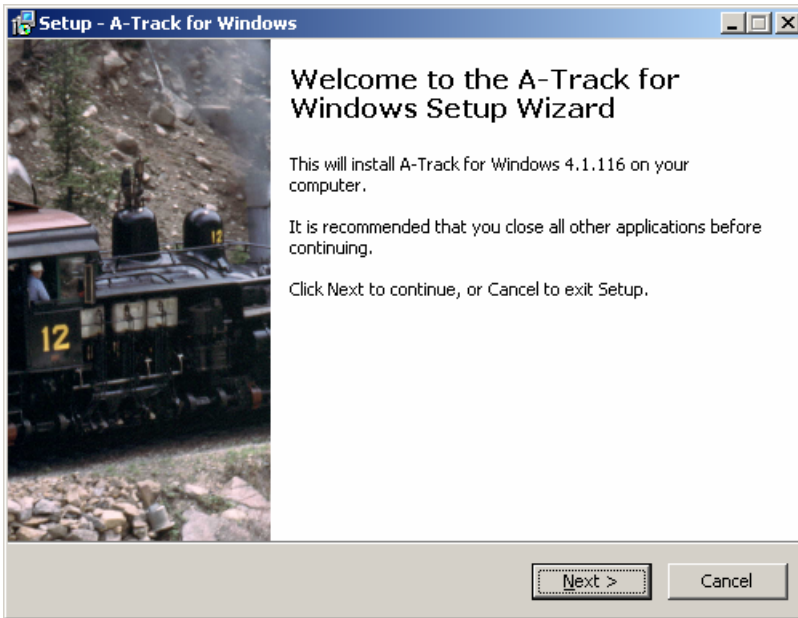 Setup - A-Track for Windows
Welcome to the A-Track for
Windows Setup Wizard
This will install A-Track for Windows 4.1.116 on your
computer.
It is recommended that you close all other applications before
continuing.
Click Next to continue, or Cancel to exit Setup.
12
12
Next >
Cancel